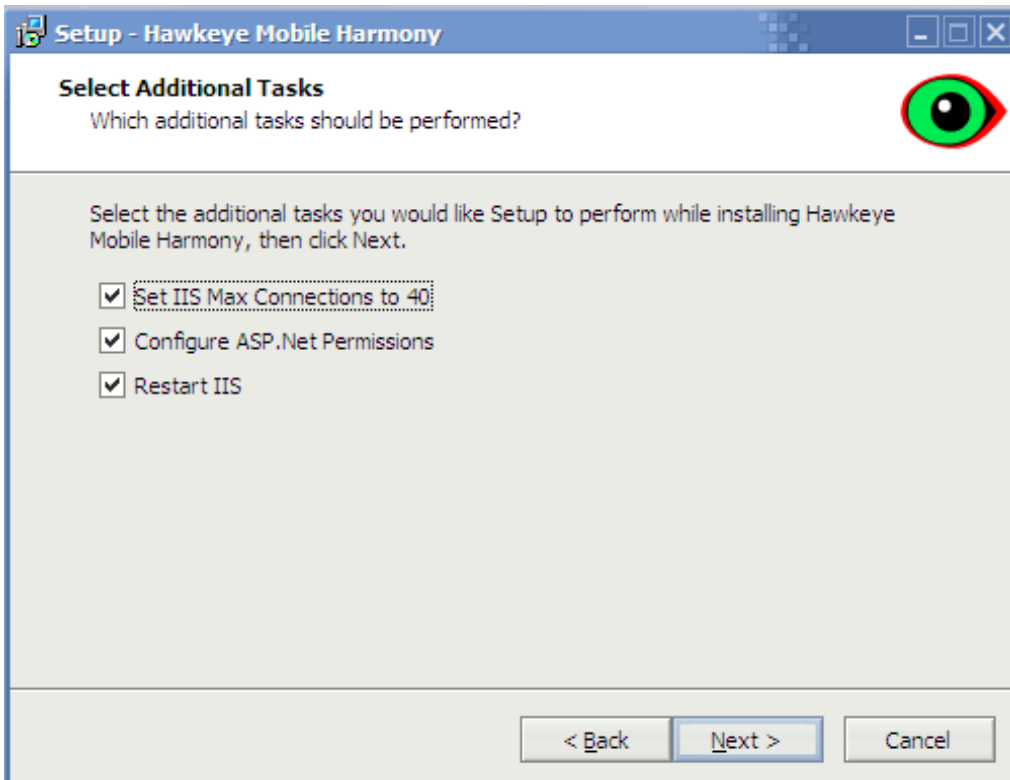 Setup - Hawkeye Mobile Harmony
Select Additional Tasks
Which additional tasks should be performed?
Select the additional tasks you would like Setup to perform while installing Hawkeye
Mobile Harmony, then click Next.
Set IIS Max Connections to 40
Configure ASP.Net Permissions
Restart IIS
< Back Next > Cancel